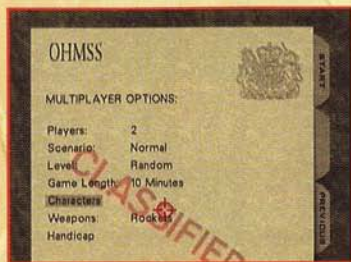 OHMSS
START
MULTIPLAYER OPTIONS:
Players: 2
Scenario: Normal
Level: Random
Game Length: 10 Minutes
Characters
Weapons: Rockets
Handicap
CLASSIFIED
PREVIOUS